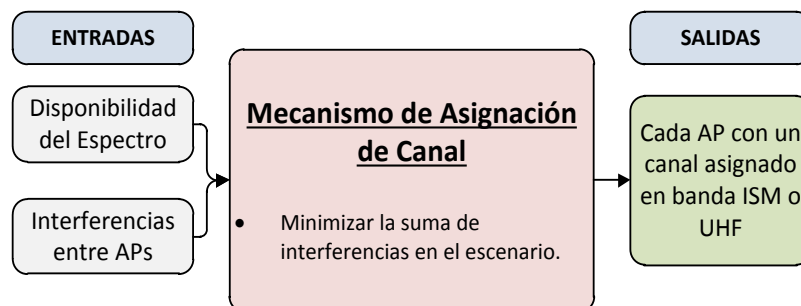 ENTRADAS
Disponibilidad
del Espectro
Interferencias
entre APs
Mecanismo de Asignación
de Canal
• Minimizar la suma de
interferencias en el escenario.
SALIDAS
Cada AP con un
canal asignado
en banda ISM o
UHF